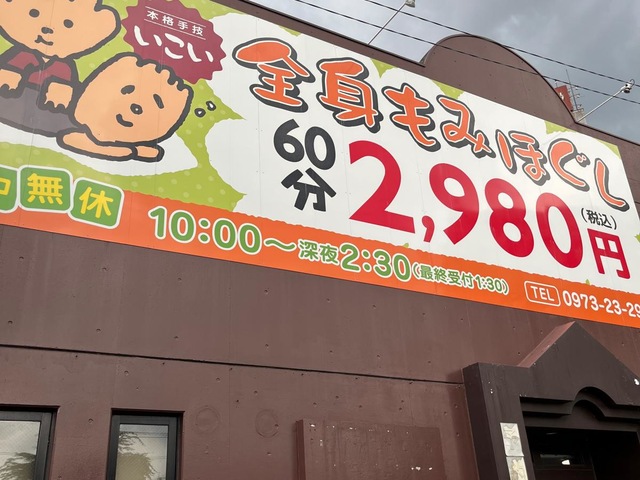 本格手技
いこい
全身もみほぐし
60分
2,980円
(税込)
中無休
10:00〜深夜2:30(最終受付1:30)
TEL 0973-23-29